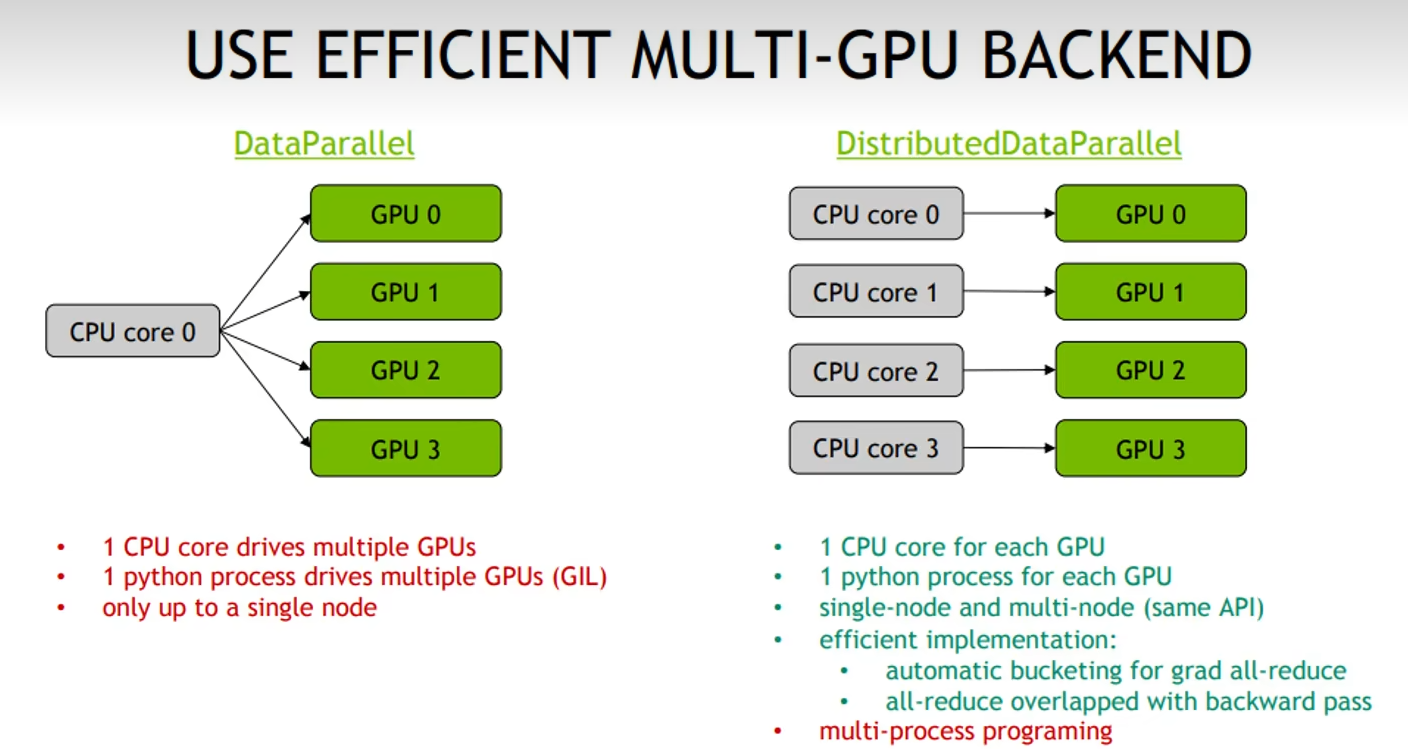 USE EFFICIENT MULTI-GPU BACKEND
DataParallel
CPU core 0
GPU 0
GPU 1
GPU 2
GPU 3
• 1 CPU core drives multiple GPUs
• 1 python process drives multiple GPUs (GIL)
• only up to a single node
DistributedDataParallel
CPU core 0
GPU 0
CPU core 1
GPU 1
CPU core 2
GPU 2
CPU core 3
GPU 3
• 1 CPU core for each GPU
• 1 python process for each GPU
• single-node and multi-node (same API)
• efficient implementation:
• automatic bucketing for grad all-reduce
• all-reduce overlapped with backward pass
• multi-process programing